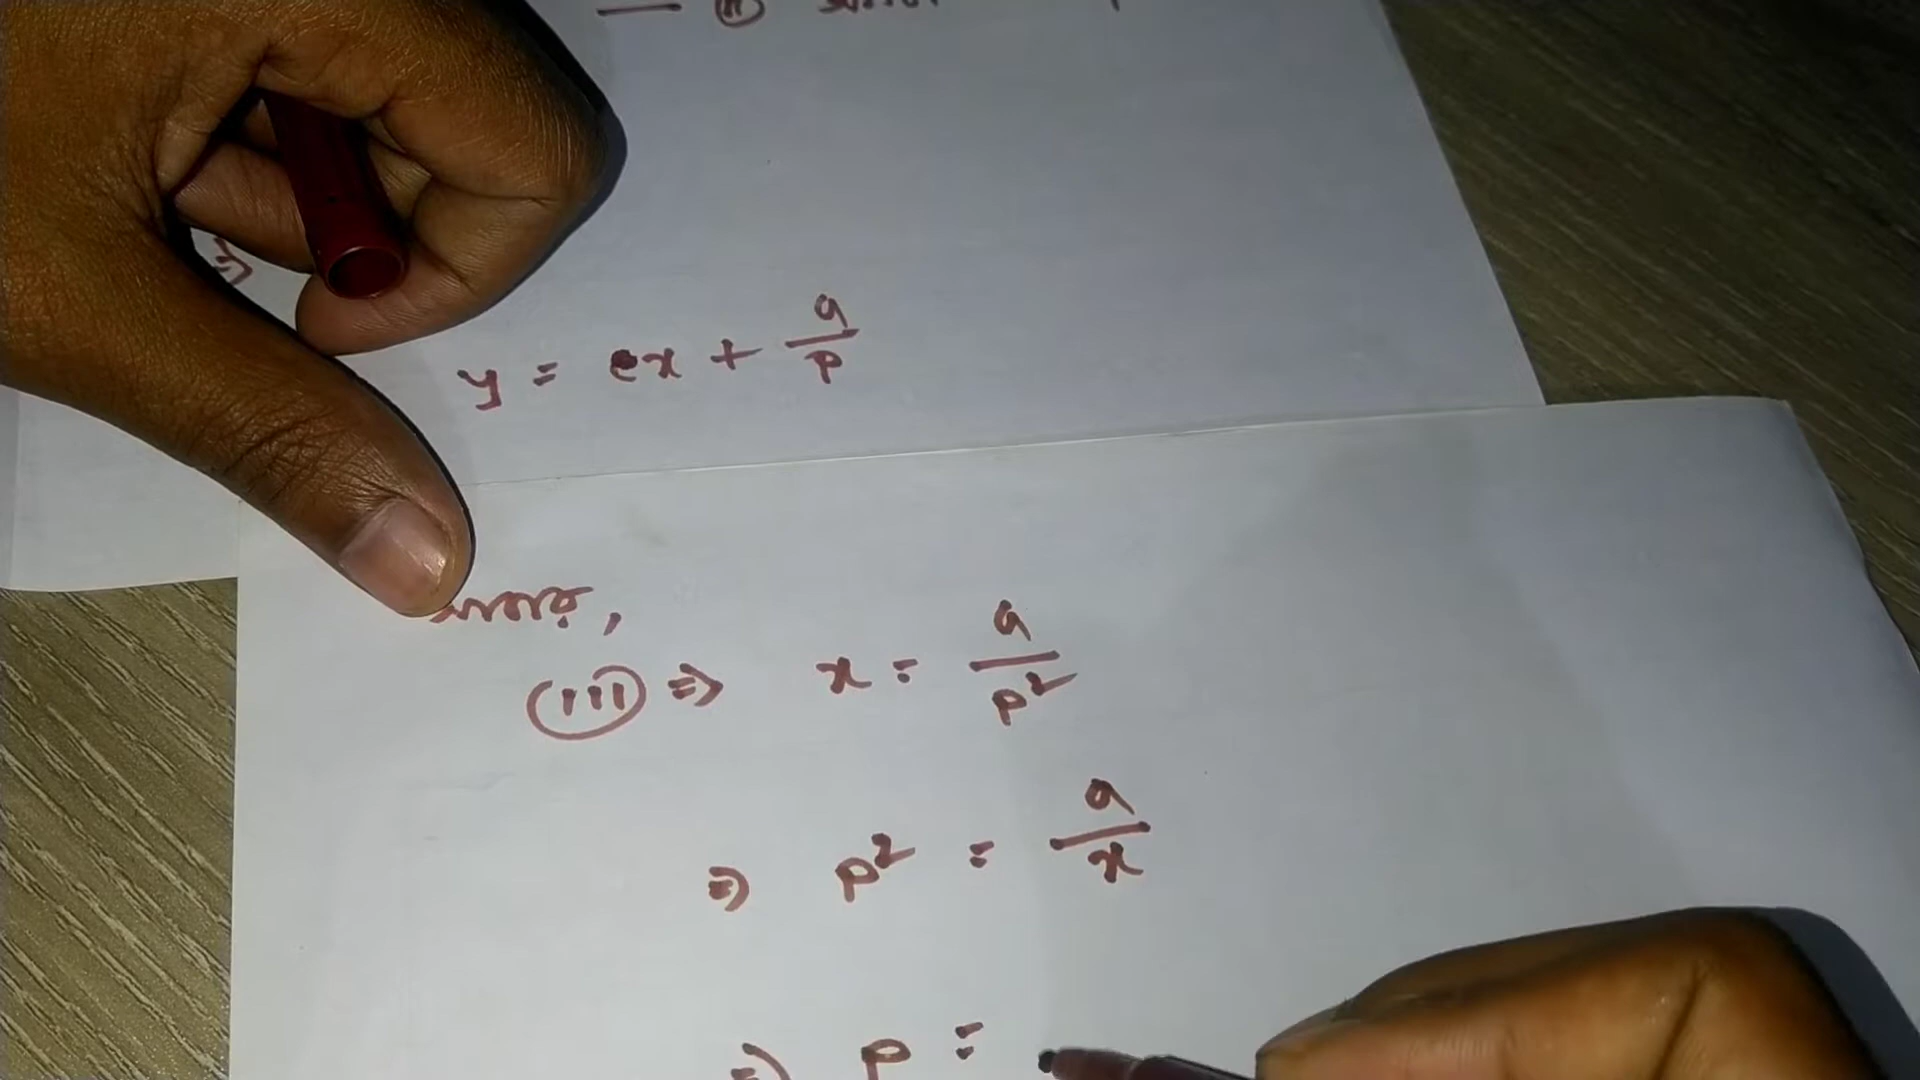 y = cx + a/p
আবার,
(iii) ⇒ x = a/p²
⇒ p² = a/x
⇒ p =